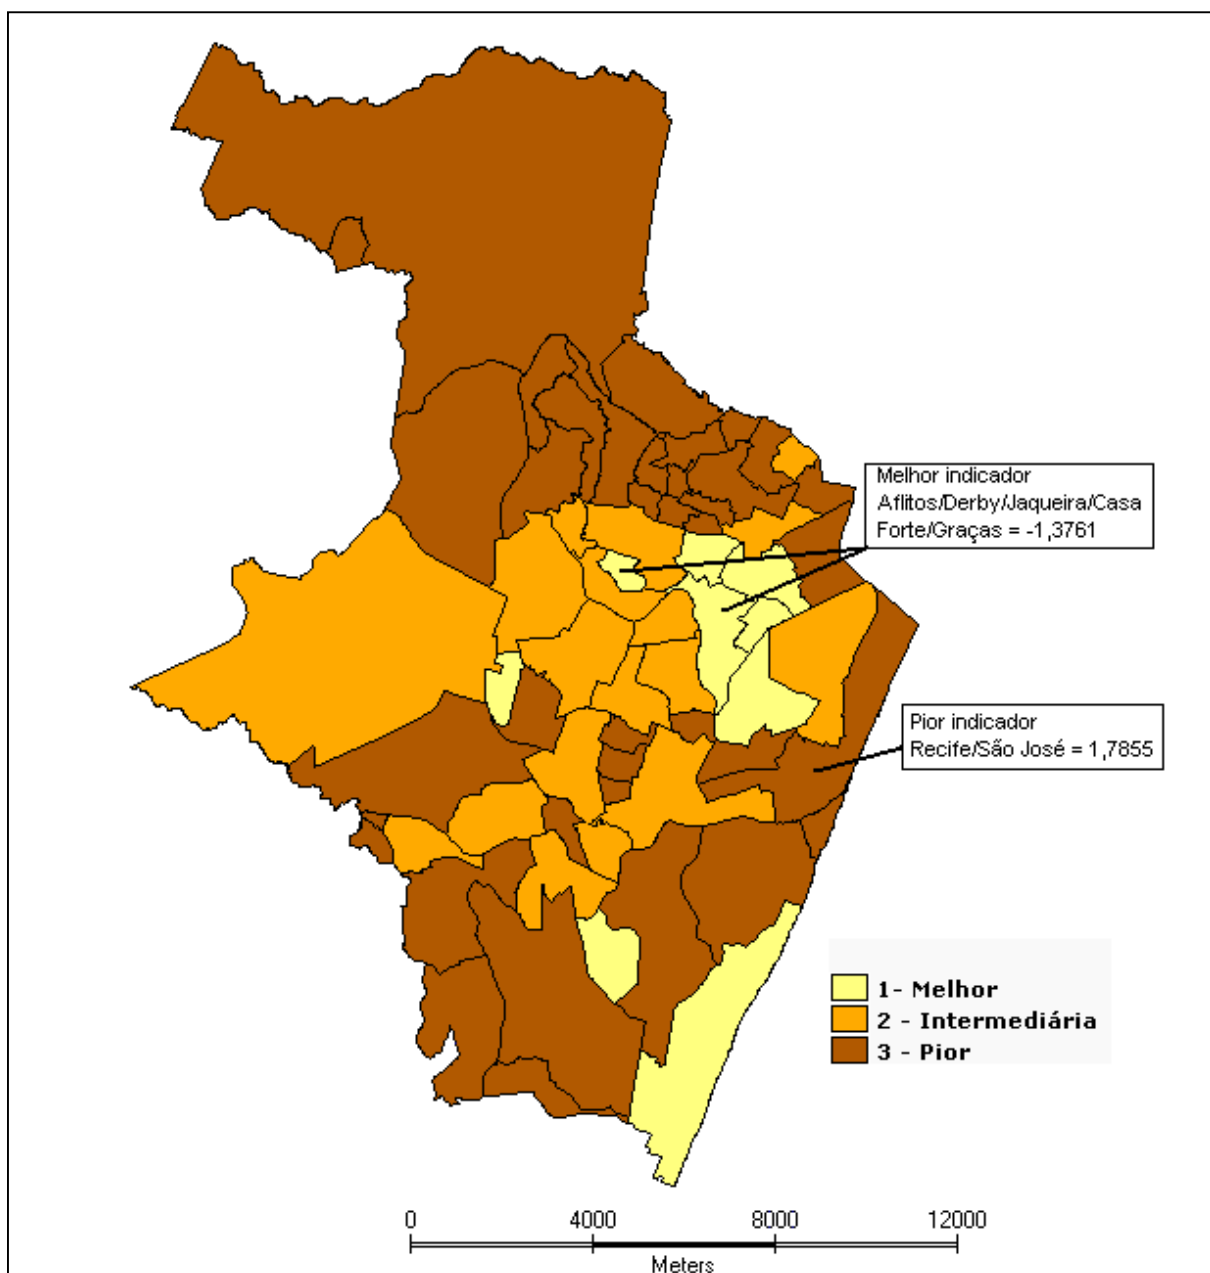 Melhor indicador
Aflitos/Derby/Jaqueira/Casa
Forte/Graças = -1,3761
Pior indicador
Recife/São José = 1,7855
1- Melhor
2 - Intermediária
3 - Pior
0 4000 8000 12000
Meters